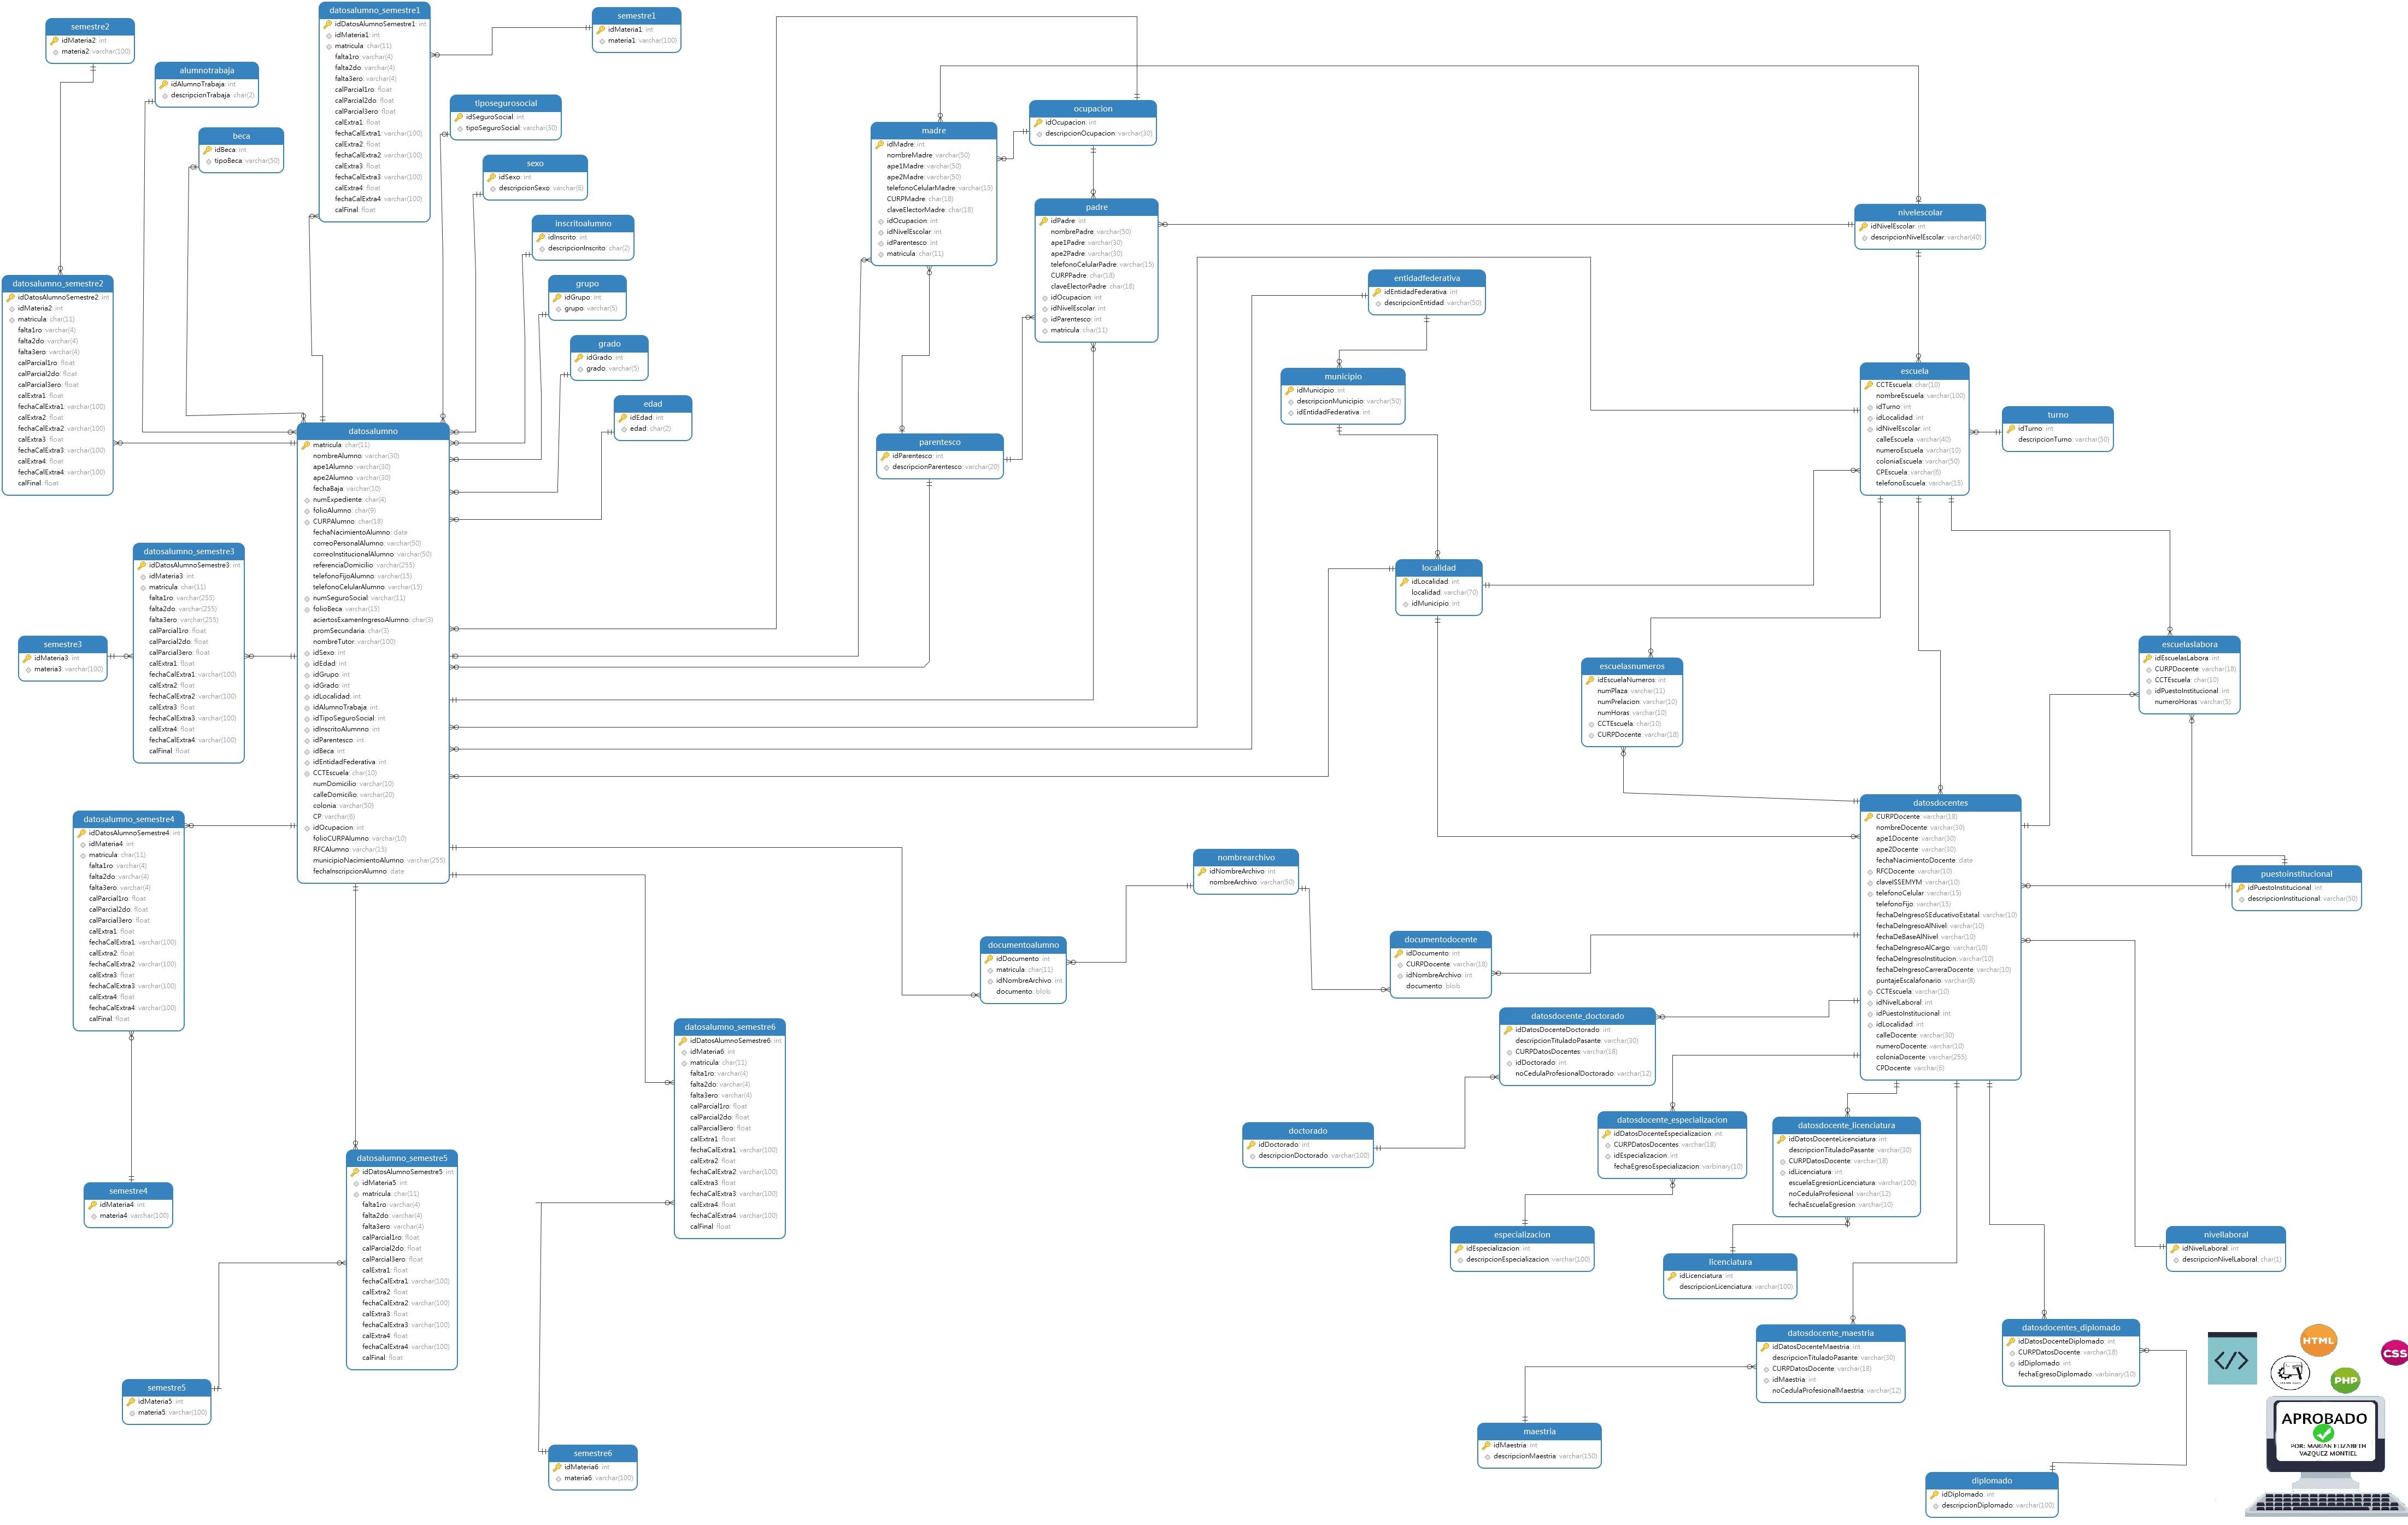 semestre2
idMateria2: int
materia2: varchar(100)
alumnotrabaja
idAlumnoTrabaja: int
descripcionTrabaja: char(2)
beca
idBeca: int
tipoBeca: varchar(50)
datosalumno_semestre1
idDatosAlumnoSemestre1: int
idMateria1: int
matricula: char(11)
falta1ro: varchar(4)
falta2do: varchar(4)
falta3ero: varchar(4)
calParcial1ro: float
calParcial2do: float
calParcial3ero: float
calExtra1: float
fechaCalExtra1: varchar(100)
calExtra2: float
fechaCalExtra2: varchar(100)
calExtra3: float
fechaCalExtra3: varchar(100)
calExtra4: float
fechaCalExtra4: varchar(100)
calFinal: float
semestre1
idMateria1: int
materia1: varchar(100)
tiposegurosocial
idSeguroSocial: int
tipoSeguroSocial: varchar(30)
sexo
idSexo: int
descripcionSexo: varchar(6)
inscritoalumno
idInscrito: int
descripcionInscrito: char(2)
grupo
idGrupo: int
grupo: varchar(5)
grado
idGrado: int
grado: varchar(5)
edad
idEdad: int
edad: char(2)
madre
idMadre: int
nombreMadre: varchar(50)
ape1Madre: varchar(50)
ape2Madre: varchar(50)
telefonoCelularMadre: varchar(15)
CURPMadre: char(18)
claveElectorMadre: char(18)
idOcupacion: int
idNivelEscolar: int
idParentesco: int
matricula: char(11)
ocupacion
idOcupacion: int
descripcionOcupacion: varchar(30)
padre
idPadre: int
nombrePadre: varchar(50)
ape1Padre: varchar(30)
ape2Padre: varchar(30)
telefonoCelularPadre: varchar(15)
CURPPadre: char(18)
claveElectorPadre: char(18)
idOcupacion: int
idNivelEscolar: int
idParentesco: int
matricula: char(11)
nivelescolar
idNivelEscolar: int
descripcionNivelEscolar: varchar(40)
entidadfederativa
idEntidadFederativa: int
descripcionEntidad: varchar(50)
municipio
idMunicipio: int
descripcionMunicipio: varchar(50)
idEntidadFederativa: int
parentesco
idParentesco: int
descripcionParentesco: varchar(20)
escuela
CCTEscuela: char(10)
nombreEscuela: varchar(100)
idTurno: int
idLocalidad: int
idNivelEscolar: int
calleEscuela: varchar(40)
numeroEscuela: varchar(10)
coloniaEscuela: varchar(50)
CPEscuela: varchar(6)
telefonoEscuela: varchar(15)
turno
idTurno: int
descripcionTurno: varchar(50)
datosalumno_semestre2
idDatosAlumnoSemestre2: int
idMateria2: int
matricula: char(11)
falta1ro: varchar(4)
falta2do: varchar(4)
falta3ero: varchar(4)
calParcial1ro: float
calParcial2do: float
calParcial3ero: float
calExtra1: float
fechaCalExtra1: varchar(100)
calExtra2: float
fechaCalExtra2: varchar(100)
calExtra3: float
fechaCalExtra3: varchar(100)
calExtra4: float
fechaCalExtra4: varchar(100)
calFinal: float
datosalumno
matricula: char(11)
nombreAlumno: varchar(30)
ape1Alumno: varchar(30)
ape2Alumno: varchar(30)
fechaBaja: varchar(10)
numExpediente: char(4)
folioAlumno: char(9)
CURPAlumno: char(18)
fechaNacimientoAlumno: date
correoPersonalAlumno: varchar(50)
correoInstitucionalAlumno: varchar(50)
referenciaDomicilio: varchar(255)
telefonoFijoAlumno: varchar(15)
telefonoCelularAlumno: varchar(15)
numSeguroSocial: varchar(11)
folioBeca: varchar(15)
aciertosExamenIngresoAlumno: char(3)
promSecundaria: char(3)
nombreTutor: varchar(100)
idSexo: int
idEdad: int
idGrupo: int
idGrado: int
idLocalidad: int
idAlumnoTrabaja: int
idTipoSeguroSocial: int
idInscritoAlumnno: int
idParentesco: int
idBeca: int
idEntidadFederativa: int
CCTEscuela: char(10)
numDomicilio: varchar(10)
calleDomicilio: varchar(20)
colonia: varchar(50)
CP: varchar(6)
idOcupacion: int
folioCURPAlumno: varchar(10)
RFCAlumno: varchar(15)
municipioNacimientoAlumno: varchar(255)
fechaInscripcionAlumno: date
datosalumno_semestre3
idDatosAlumnoSemestre3: int
idMateria3: int
matricula: char(11)
falta1ro: varchar(255)
falta2do: varchar(255)
falta3ero: varchar(255)
calParcial1ro: float
calParcial2do: float
calParcial3ero: float
calExtra1: float
fechaCalExtra1: varchar(100)
calExtra2: float
fechaCalExtra2: varchar(100)
calExtra3: float
fechaCalExtra3: varchar(100)
calExtra4: float
fechaCalExtra4: varchar(100)
calFinal: float
semestre3
idMateria3: int
materia3: varchar(100)
localidad
idLocalidad: int
localidad: varchar(70)
idMunicipio: int
escuelasnumeros
idEscuelaNumeros: int
numPlaza: varchar(11)
numPrelacion: varchar(10)
numHoras: varchar(10)
CCTEscuela: char(10)
CURPDocente: varchar(18)
escuelaslabora
idEscuelasLabora: int
CURPDocente: varchar(18)
CCTEscuela: char(10)
idPuestoInstitucional: int
numeroHoras: varchar(5)
datosdocentes
CURPDocente: varchar(18)
nombreDocente: varchar(30)
ape1Docente: varchar(30)
ape2Docente: varchar(30)
fechaNacimientoDocente: date
RFCDocente: varchar(10)
claveISSEMYM: varchar(10)
telefonoCelular: varchar(15)
telefonoFijo: varchar(15)
fechaDeIngresoSEducativoEstatal: varchar(10)
fechaDeIngresoAlNivel: varchar(10)
fechaDeBaseAlNivel: varchar(10)
fechaDeIngresoAlCargo: varchar(10)
fechaDeIngresoInstitucion: varchar(10)
fechaDeIngresoCarreraDocente: varchar(10)
puntajeEscalafonario: varchar(8)
CCTEscuela: varchar(10)
idNivelLaboral: int
idPuestoInstitucional: int
idLocalidad: int
calleDocente: varchar(30)
numeroDocente: varchar(10)
coloniaDocente: varchar(255)
CPDocente: varchar(6)
puestoinstitucional
idPuestoInstitucional: int
descripcionInstitucional: varchar(50)
datosalumno_semestre4
idDatosAlumnoSemestre4: int
idMateria4: int
matricula: char(11)
falta1ro: varchar(4)
falta2do: varchar(4)
falta3ero: varchar(4)
calParcial1ro: float
calParcial2do: float
calParcial3ero: float
calExtra1: float
fechaCalExtra1: varchar(100)
calExtra2: float
fechaCalExtra2: varchar(100)
calExtra3: float
fechaCalExtra3: varchar(100)
calExtra4: float
fechaCalExtra4: varchar(100)
calFinal: float
nombrearchivo
idNombreArchivo: int
nombreArchivo: varchar(50)
documentoalumno
idDocumento: int
matricula: char(11)
idNombreArchivo: int
documento: blob
documentodocente
idDocumento: int
CURPDocente: varchar(18)
idNombreArchivo: int
documento: blob
datosdocente_doctorado
idDatosDocenteDoctorado: int
descripcionTituladoPasante: varchar(30)
CURPDatosDocentes: varchar(18)
idDoctorado: int
noCedulaProfesionalDoctorado: varchar(12)
datosalumno_semestre6
idDatosAlumnoSemestre6: int
idMateria6: int
matricula: char(11)
falta1ro: varchar(4)
falta2do: varchar(4)
falta3ero: varchar(4)
calParcial1ro: float
calParcial2do: float
calParcial3ero: float
calExtra1: float
fechaCalExtra1: varchar(100)
calExtra2: float
fechaCalExtra2: varchar(100)
calExtra3: float
fechaCalExtra3: varchar(100)
calExtra4: float
fechaCalExtra4: varchar(100)
calFinal: float
doctorado
idDoctorado: int
descripcionDoctorado: varchar(100)
datosdocente_especializacion
idDatosDocenteEspecializacion: int
CURPDatosDocentes: varchar(18)
idEspecializacion: int
fechaEgresoEspecializacion: varbinary(10)
datosdocente_licenciatura
idDatosDocenteLicenciatura: int
descripcionTituladoPasante: varchar(30)
CURPDatosDocente: varchar(18)
idLicenciatura: int
escuelaEgresionLicenciatura: varchar(100)
noCedulaProfesional: varchar(12)
fechaEscuelaEgresion: varchar(10)
datosalumno_semestre5
idDatosAlumnoSemestre5: int
idMateria5: int
matricula: char(11)
falta1ro: varchar(4)
falta2do: varchar(4)
falta3ero: varchar(4)
calParcial1ro: float
calParcial2do: float
calParcial3ero: float
calExtra1: float
fechaCalExtra1: varchar(100)
calExtra2: float
fechaCalExtra2: varchar(100)
calExtra3: float
fechaCalExtra3: varchar(100)
calExtra4: float
fechaCalExtra4: varchar(100)
calFinal: float
semestre4
idMateria4: int
materia4: varchar(100)
especializacion
idEspecializacion: int
descripcionEspecializacion: varchar(100)
licenciatura
idLicenciatura: int
descripcionLicenciatura: varchar(100)
nivellaboral
idNivelLaboral: int
descripcionNivelLaboral: char(1)
datosdocente_maestria
idDatosDocenteMaestria: int
descripcionTituladoPasante: varchar(30)
CURPDatosDocente: varchar(18)
idMaestria: int
noCedulaProfesionalMaestria: varchar(12)
datosdocentes_diplomado
idDatosDocenteDiplomado: int
CURPDatosDocente: varchar(18)
idDiplomado: int
fechaEgresoDiplomado: varbinary(10)
semestre5
idMateria5: int
materia5: varchar(100)
semestre6
idMateria6: int
materia6: varchar(100)
maestria
idMaestria: int
descripcionMaestria: varchar(150)
diplomado
idDiplomado: int
descripcionDiplomado: varchar(100)
</>
HTML
CSS
PHP
APROBADO
POR: MARIAN ELIZABETH
VAZQUEZ MONTIEL